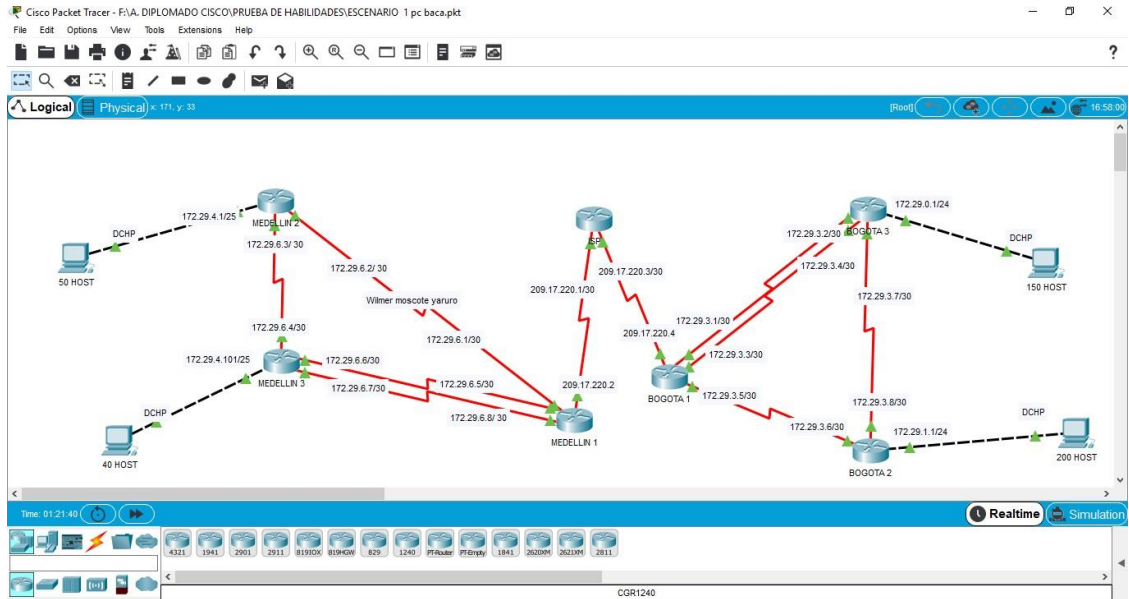 Cisco Packet Tracer - F:\A. DIPLOMADO CISCO\PRUEBA DE HABILIDADES\ESCENARIO 1 pc baca.pkt
File Edit Options View Tools Extensions Help
?
Logical Physical x: 171, y: 33 [Root] 16:58:00
172.29.4.1/25
MEDELLIN 2
DCHP
50 HOST
172.29.6.3/ 30
172.29.6.2/ 30
Wilmer moscote yaruro
172.29.6.1/30
172.29.6.4/30
172.29.4.101/25
MEDELLIN 3
172.29.6.6/30
172.29.6.7/30
172.29.6.5/30
172.29.6.8/ 30
DCHP
40 HOST
MEDELLIN 1
209.17.220.2
209.17.220.1/30
ISP
209.17.220.3/30
209.17.220.4
BOGOTA 1
172.29.3.1/30
172.29.3.3/30
172.29.3.5/30
172.29.3.2/30
172.29.3.4/30
BOGOTA 3
172.29.0.1/24
DCHP
150 HOST
172.29.3.7/30
172.29.3.8/30
172.29.3.6/30
BOGOTA 2
172.29.1.1/24
DCHP
200 HOST
Time: 01:21:40 Realtime Simulation
4321 1941 2901 2911 819IOX 819HGW 829 1240 PT-Router PT-Empty 1841 2620XM 2621XM 2811
CGR1240